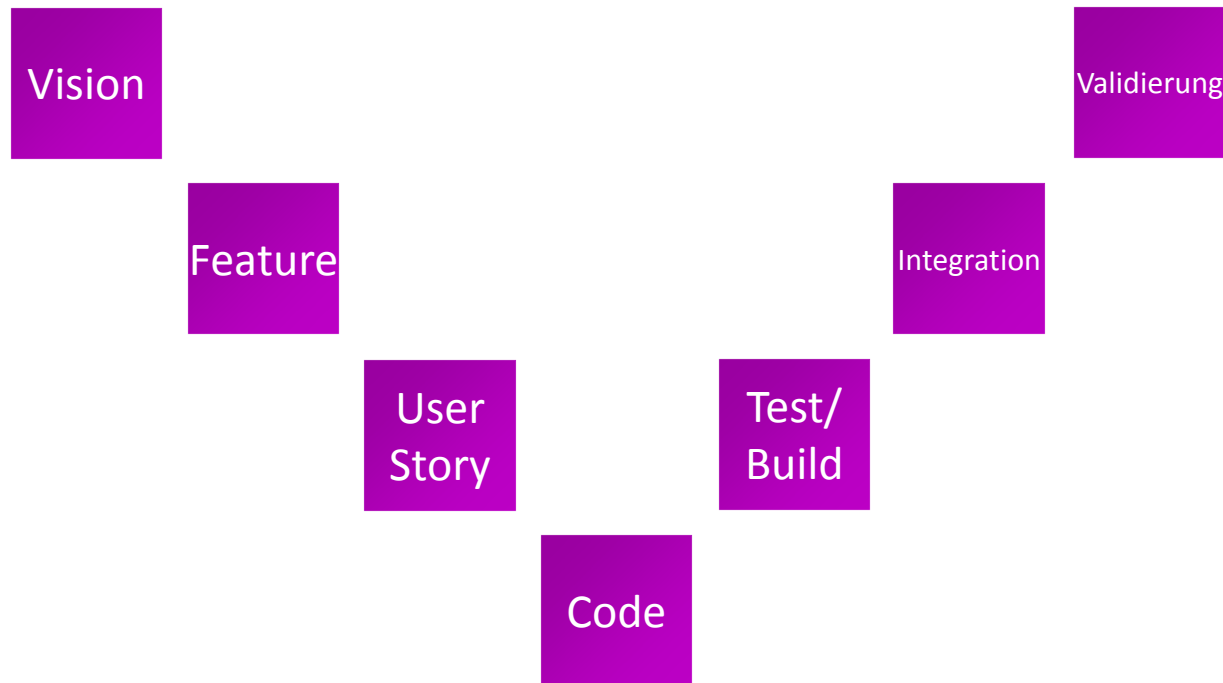 Vision
Validierung
Feature
Integration
User
Story
Test/
Build
Code